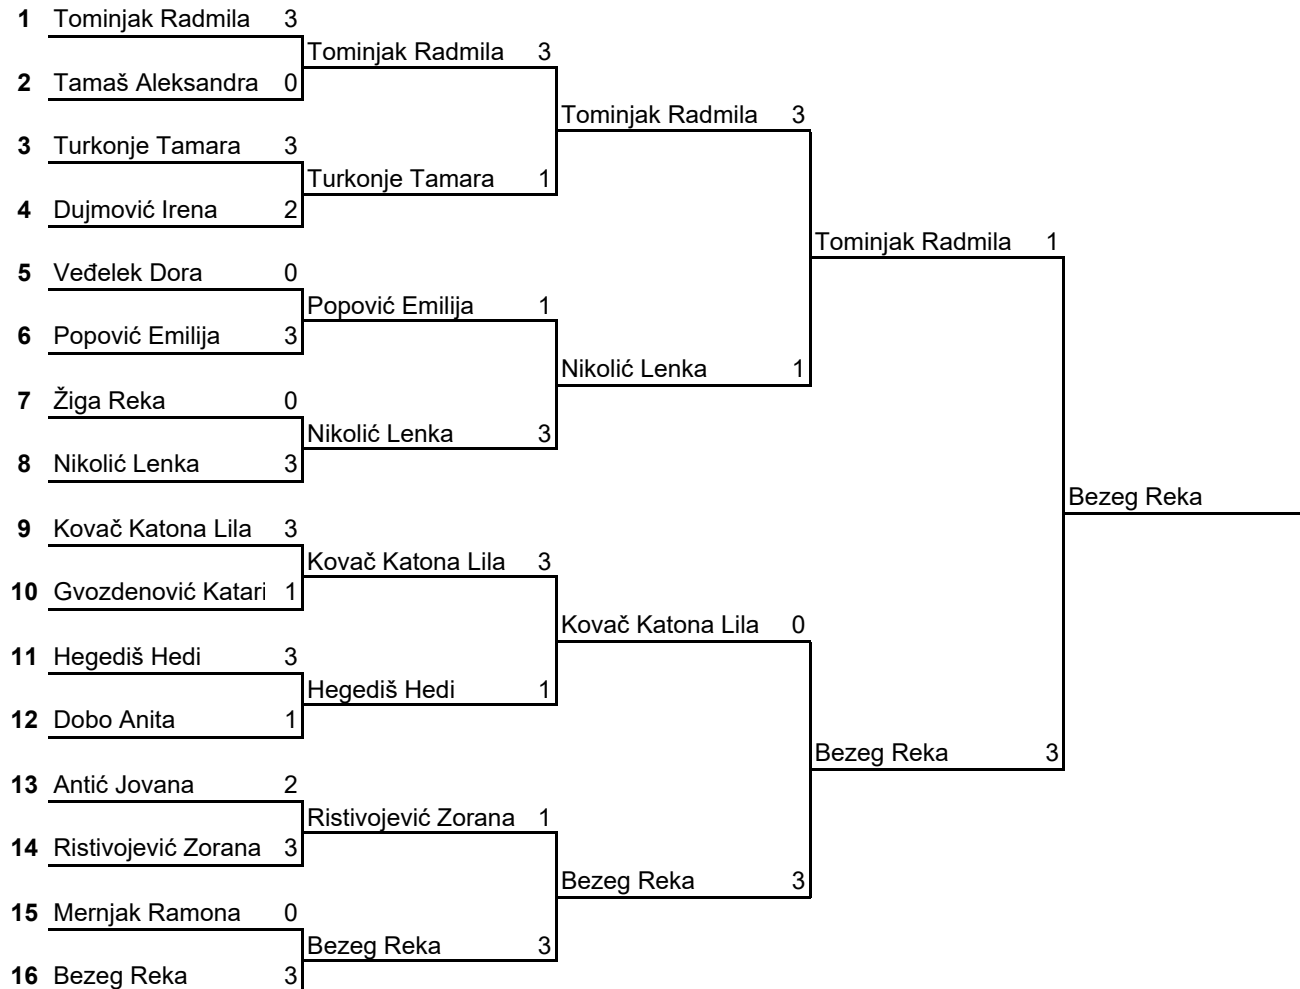 1 Tominjak Radmila 3
Tominjak Radmila 3
2 Tamaš Aleksandra 0
Tominjak Radmila 3
3 Turkonje Tamara 3
Turkonje Tamara 1
4 Dujmović Irena 2
Tominjak Radmila 1
5 Veđelek Dora 0
Popović Emilija 1
6 Popović Emilija 3
Nikolić Lenka 1
7 Žiga Reka 0
Nikolić Lenka 3
8 Nikolić Lenka 3
Bezeg Reka
9 Kovač Katona Lila 3
Kovač Katona Lila 3
10 Gvozdenović Katari 1
Kovač Katona Lila 0
11 Hegediš Hedi 3
Hegediš Hedi 1
12 Dobo Anita 1
Bezeg Reka 3
13 Antić Jovana 2
Ristivojević Zorana 1
14 Ristivojević Zorana 3
Bezeg Reka 3
15 Mernjak Ramona 0
Bezeg Reka 3
16 Bezeg Reka 3